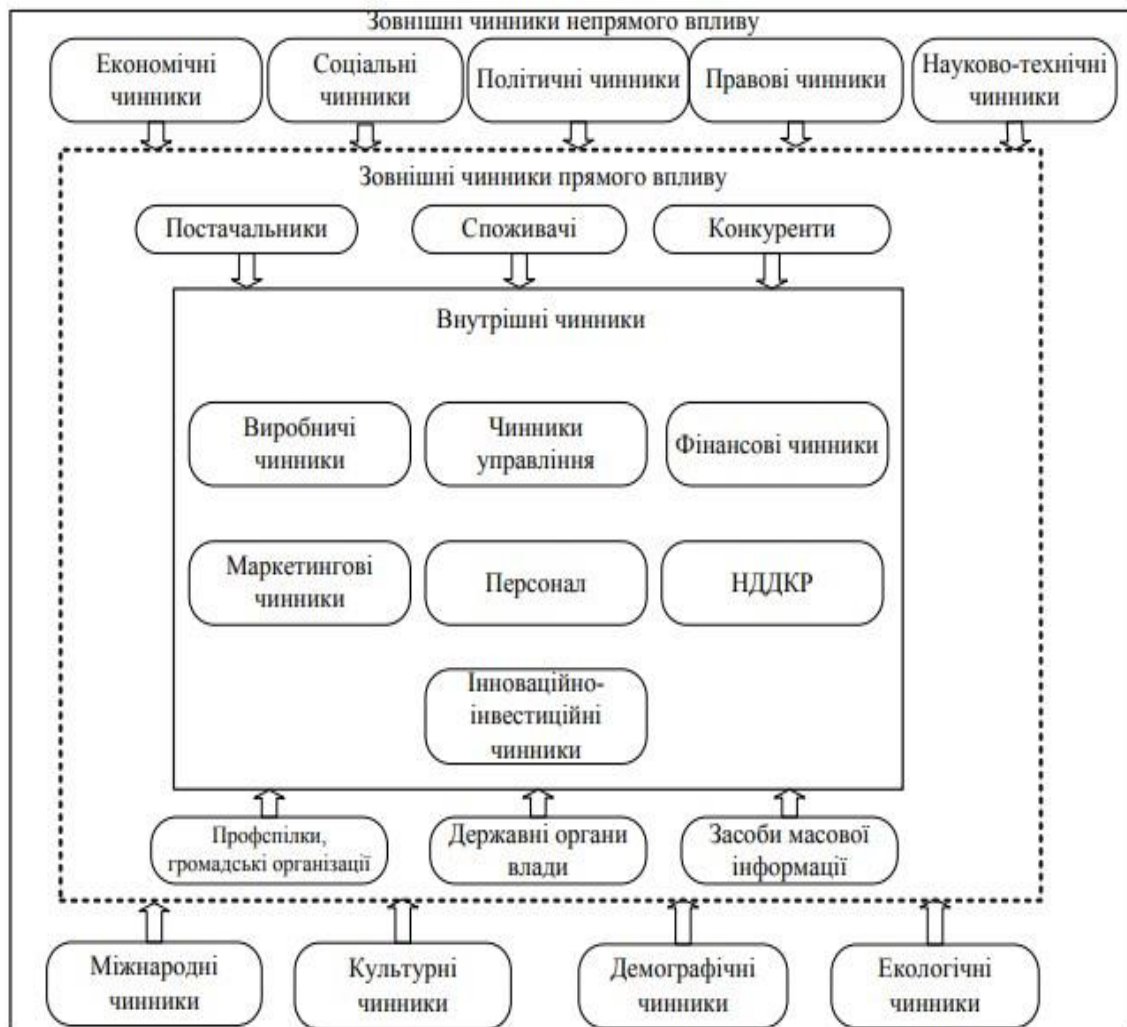 Зовнішні чинники непрямого впливу
Економічні
чинники
Соціальні
чинники
Політичні чинники
Правові чинники
Науково-технічні
чинники
Зовнішні чинники прямого впливу
Постачальники
Споживачі
Конкуренти
Внутрішні чинники
Виробничі
чинники
Чинники
управління
Фінансові чинники
Маркетингові
чинники
Персонал
НДДКР
Інноваційно-
інвестиційні
чинники
Профспілки,
громадські організації
Державні органи
влади
Засоби масової
інформації
Міжнародні
чинники
Культурні
чинники
Демографічні
чинники
Екологічні
чинники